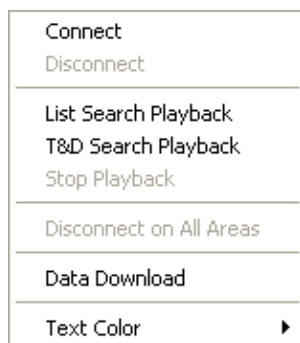 Connect
Disconnect
List Search Playback
T&D Search Playback
Stop Playback
Disconnect on All Areas
Data Download
Text Color